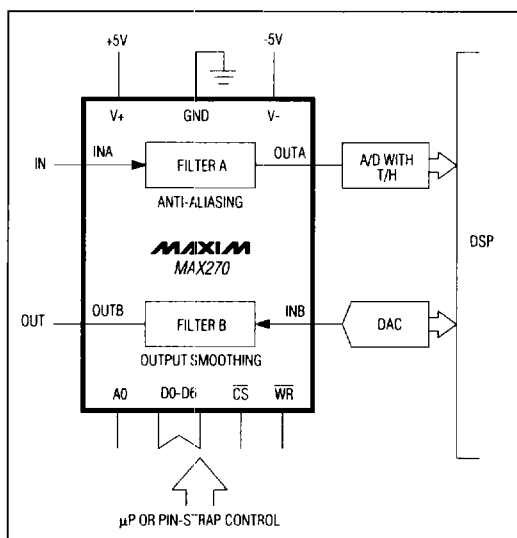 +5V
-5V
V+
GND
V-
IN
INA
FILTER A
OUTA
A/D WITH
T/H
ANTI-ALIASING
DSP
MAXIM
MAX270
OUT
OUTB
FILTER B
INB
DAC
OUTPUT SMOOTHING
A0
D0-D6
CS
WR
µP OR PIN-STRAP CONTROL